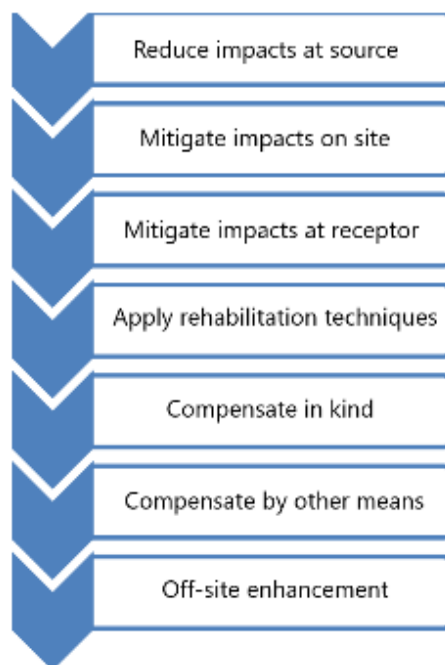 Reduce impacts at source
Mitigate impacts on site
Mitigate impacts at receptor
Apply rehabilitation techniques
Compensate in kind
Compensate by other means
Off-site enhancement